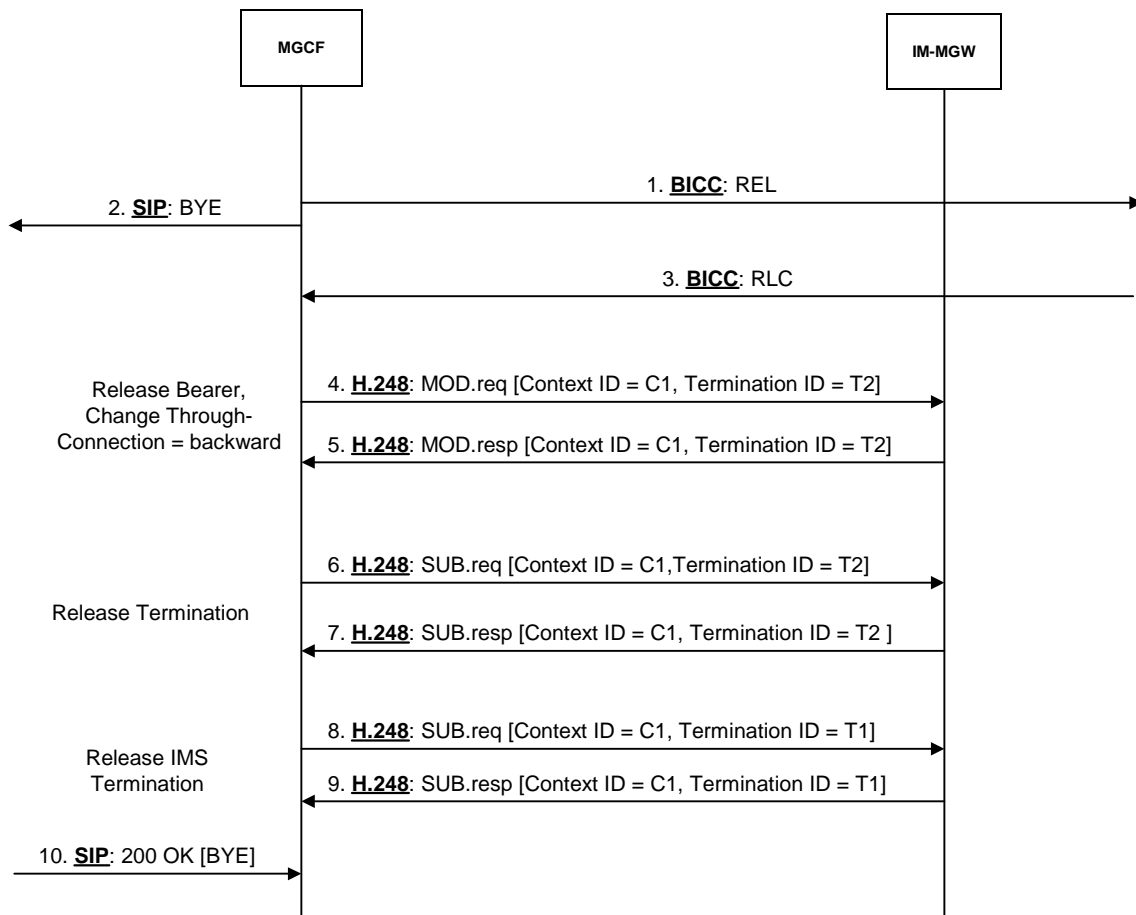 MGCF
IM-MGW
1. BICC: REL
2. SIP: BYE
3. BICC: RLC
Release Bearer,
Change Through-
Connection = backward
4. H.248: MOD.req [Context ID = C1, Termination ID = T2]
5. H.248: MOD.resp [Context ID = C1, Termination ID = T2]
6. H.248: SUB.req [Context ID = C1,Termination ID = T2]
Release Termination
7. H.248: SUB.resp [Context ID = C1, Termination ID = T2 ]
8. H.248: SUB.req [Context ID = C1, Termination ID = T1]
Release IMS
Termination
9. H.248: SUB.resp [Context ID = C1, Termination ID = T1]
10. SIP: 200 OK [BYE]